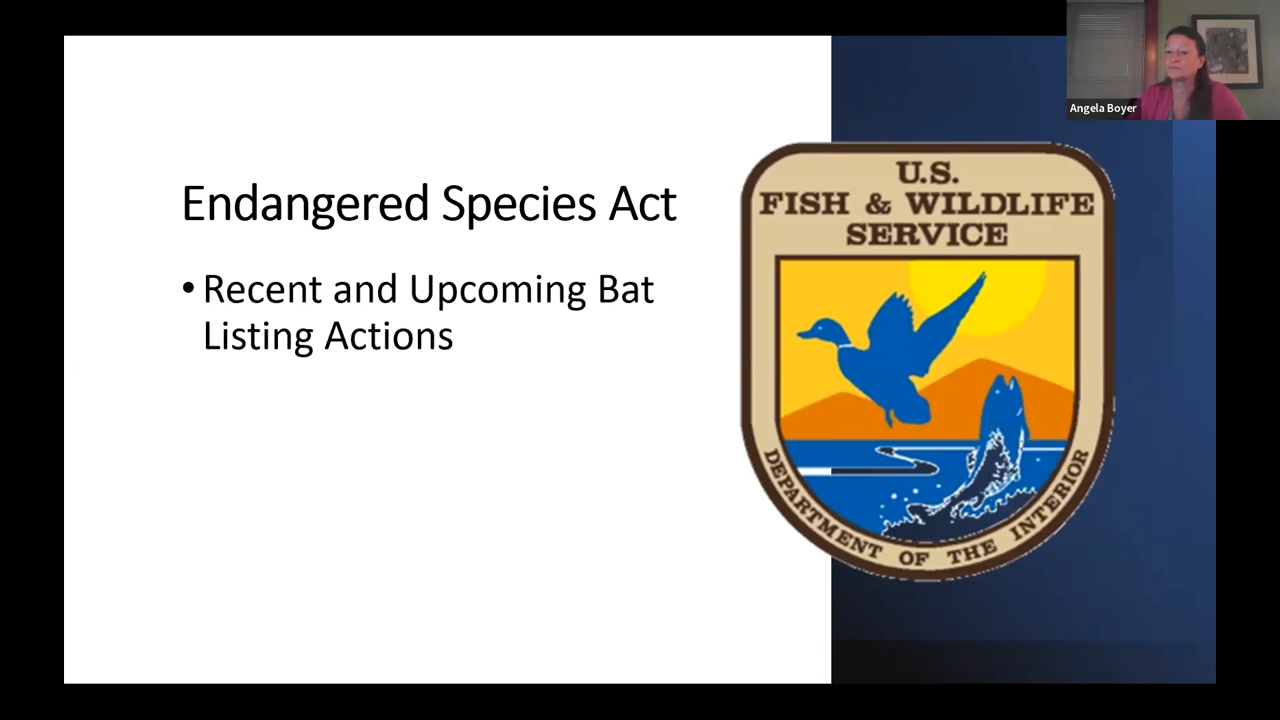 Angela Boyer
Endangered Species Act
• Recent and Upcoming Bat
Listing Actions
U.S.
FISH & WILDLIFE
SERVICE
DEPARTMENT OF THE INTERIOR